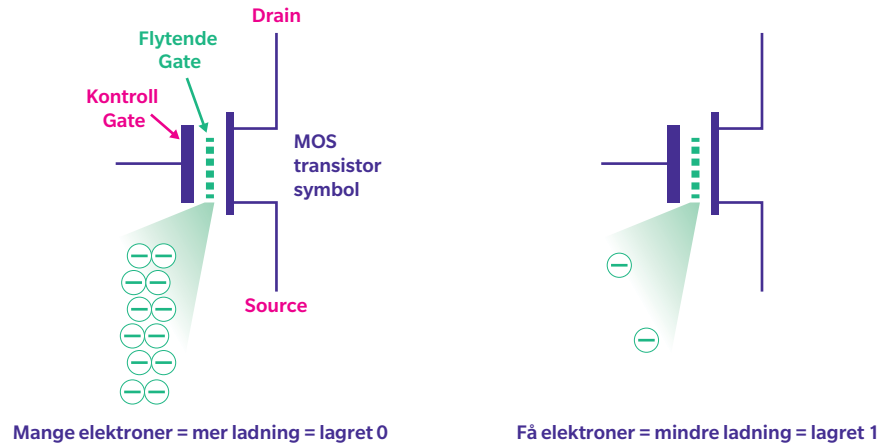 Drain
Flytende
Gate
Kontroll
Gate
MOS
transistor
symbol
Source
Mange elektroner = mer ladning = lagret 0
Få elektroner = mindre ladning = lagret 1